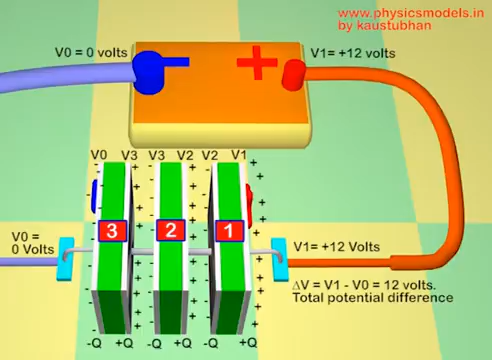 www.physicsmodels.in
by kaustubhan
V0 = 0 volts
V1= +12 volts
V0 V3 V3 V2 V2 V1
3 2 1
V0 =
0 Volts
V1= +12 Volts
ΔV = V1 - V0 = 12 volts.
Total potential difference
-Q +Q -Q +Q -Q +Q